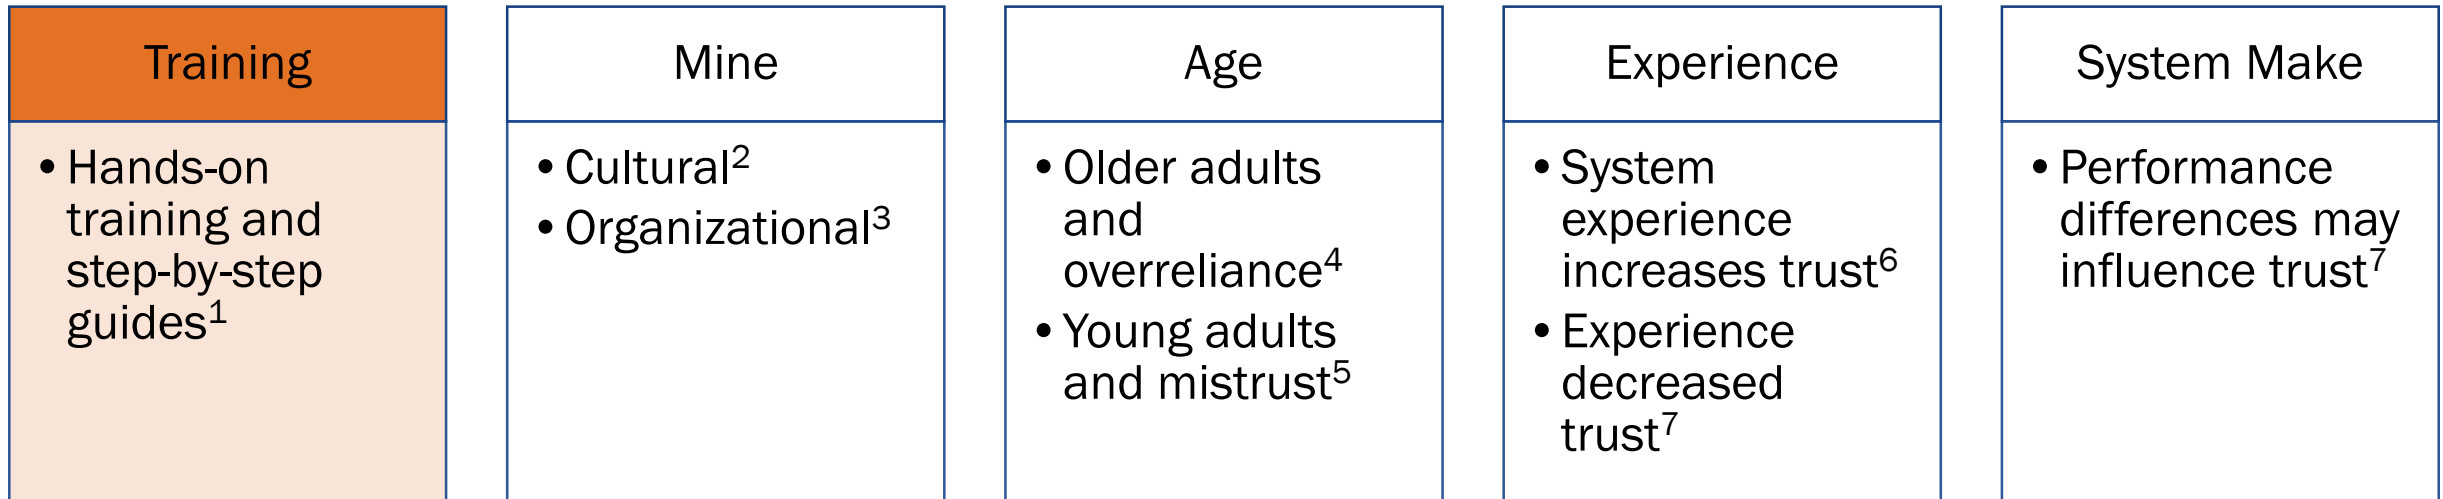 Training
• Hands-on
training and
step-by-step
guides¹
Mine
• Cultural²
• Organizational³
Age
• Older adults
and
overreliance⁴
• Young adults
and mistrust⁵
Experience
• System
experience
increases trust⁶
• Experience
decreased
trust⁷
System Make
• Performance
differences may
influence trust⁷